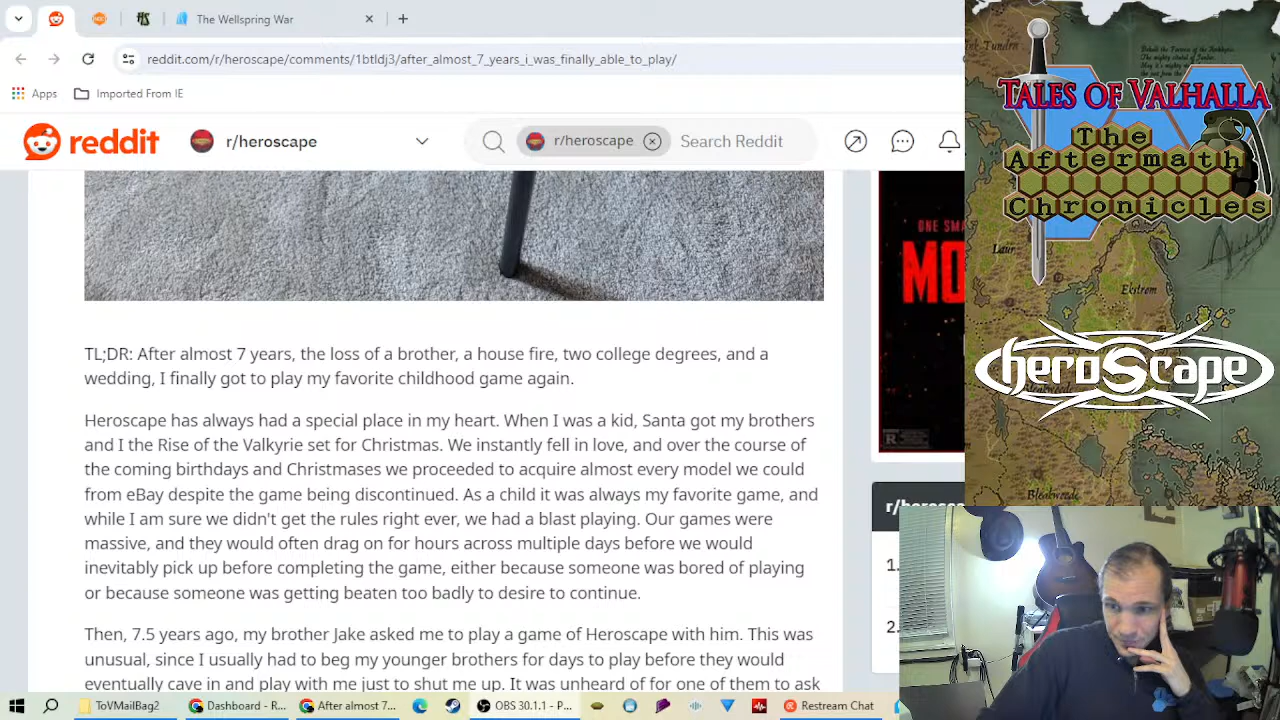 The Wellspring War
reddit.com/r/heroscape/comments/1btldj3/after_almost_7_years_i_was_finally_able_to_play/
Apps
Imported From IE
reddit
r/heroscape
r/heroscape
Search Reddit
ONE SMA
MO
R
TL;DR: After almost 7 years, the loss of a brother, a house fire, two college degrees, and a
wedding, I finally got to play my favorite childhood game again.
Heroscape has always had a special place in my heart. When I was a kid, Santa got my brothers
and I the Rise of the Valkyrie set for Christmas. We instantly fell in love, and over the course of
the coming birthdays and Christmases we proceeded to acquire almost every model we could
from eBay despite the game being discontinued. As a child it was always my favorite game, and
while I am sure we didn't get the rules right ever, we had a blast playing. Our games were
massive, and they would often drag on for hours across multiple days before we would
inevitably pick up before completing the game, either because someone was bored of playing
or because someone was getting beaten too badly to desire to continue.
Then, 7.5 years ago, my brother Jake asked me to play a game of Heroscape with him. This was
unusual, since I usually had to beg my younger brothers for days to play before they would
eventually cave in and play with me just to shut me up. It was unheard of for one of them to ask
1.
2.
TALES OF VALHALLA
The
Aftermath
Chronicles
Laur
Ekstrom
heroScape
Bleakwoode
ToVMailBag2
Dashboard - R...
After almost 7...
OBS 30.1.1 - P...
Restream Chat